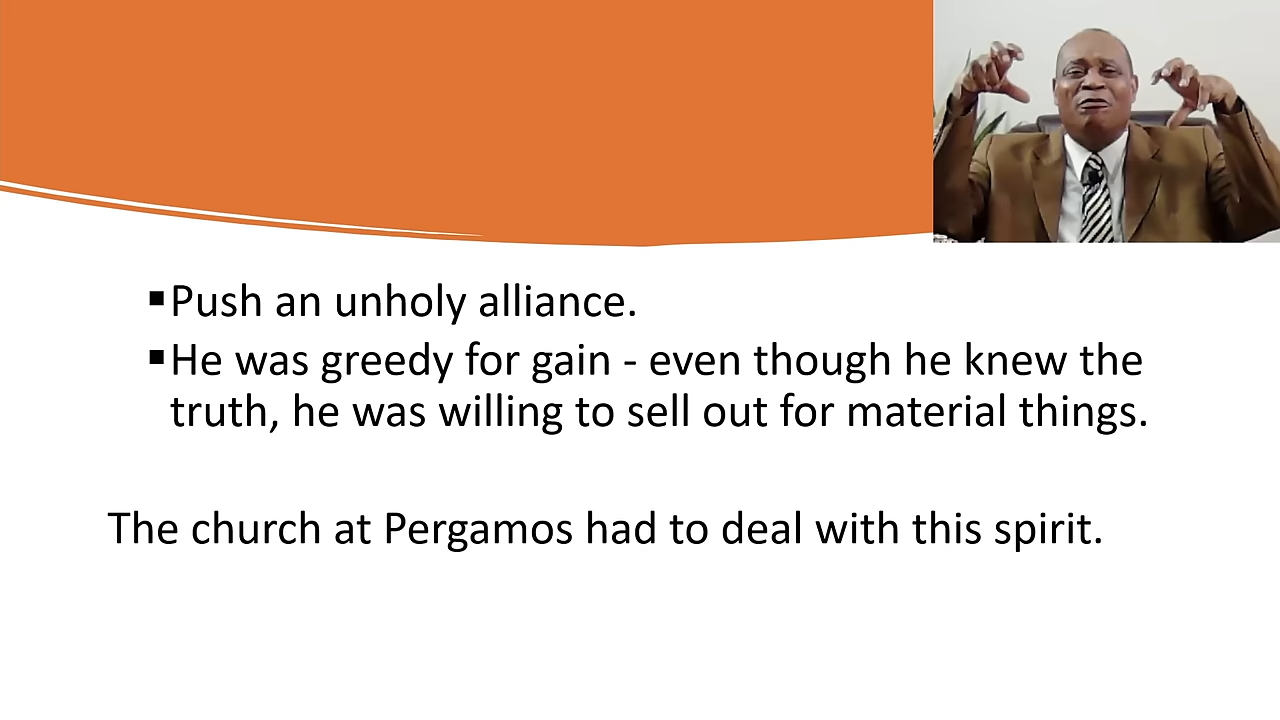 ▪Push an unholy alliance.
▪He was greedy for gain - even though he knew the
truth, he was willing to sell out for material things.
The church at Pergamos had to deal with this spirit.